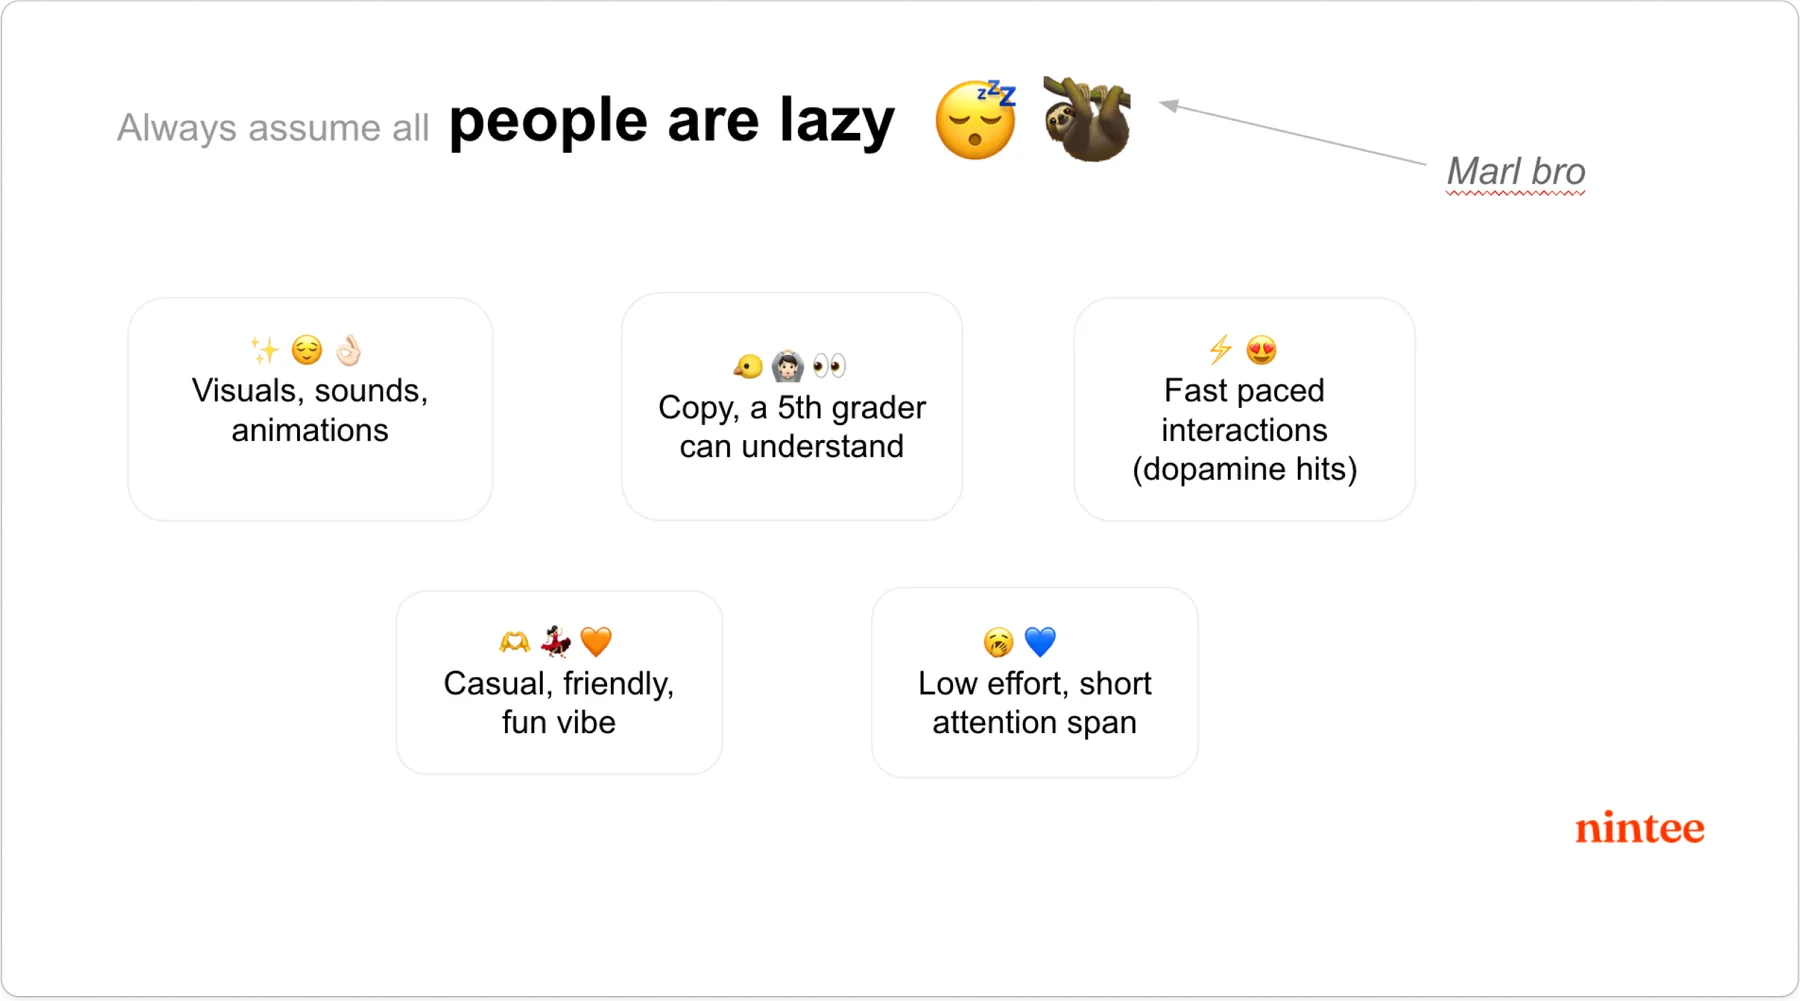 Always assume all people are lazy
Marl bro
Visuals, sounds,
animations
Copy, a 5th grader
can understand
Fast paced
interactions
(dopamine hits)
Casual, friendly,
fun vibe
Low effort, short
attention span
nintee